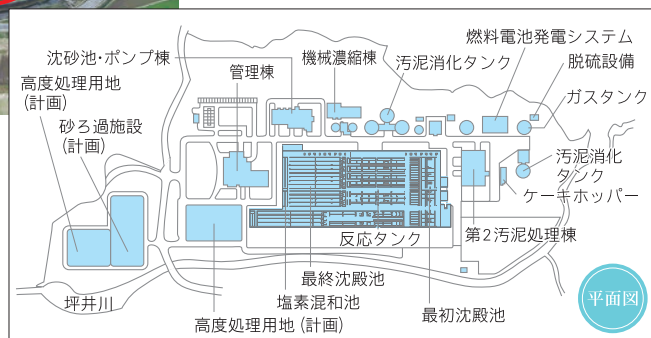 沈砂池・ポンプ棟
高度処理用地
(計画)
砂ろ過施設
(計画)
管理棟
機械濃縮棟
汚泥消化タンク
燃料電池発電システム
脱硫設備
ガスタンク
汚泥消化
タンク
ケーキホッパー
第2汚泥処理棟
反応タンク
最終沈殿池
塩素混和池
高度処理用地(計画)
最初沈殿池
坪井川
平面図